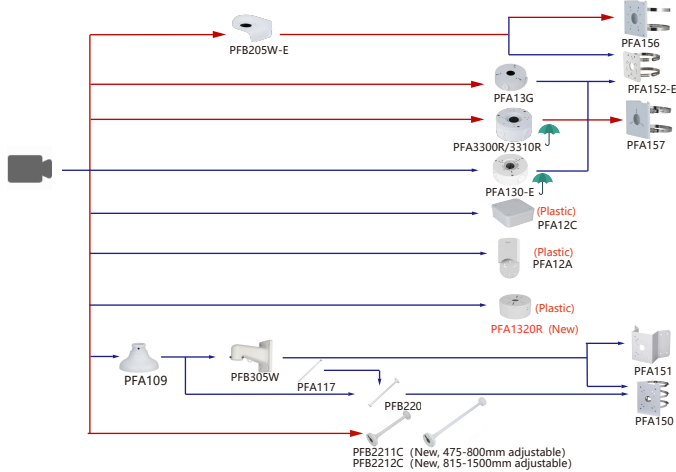 PFB205W-E
PFA156
PFA152-E
PFA13G
PFA3300R/3310R
PFA157
PFA130-E
(Plastic)
PFA12C
(Plastic)
PFA12A
(Plastic)
PFA1320R (New)
PFA109
PFB305W
PFA117
PFB220
PFA151
PFA150
PFB2211C (New, 475-800mm adjustable)
PFB2212C (New, 815-1500mm adjustable)